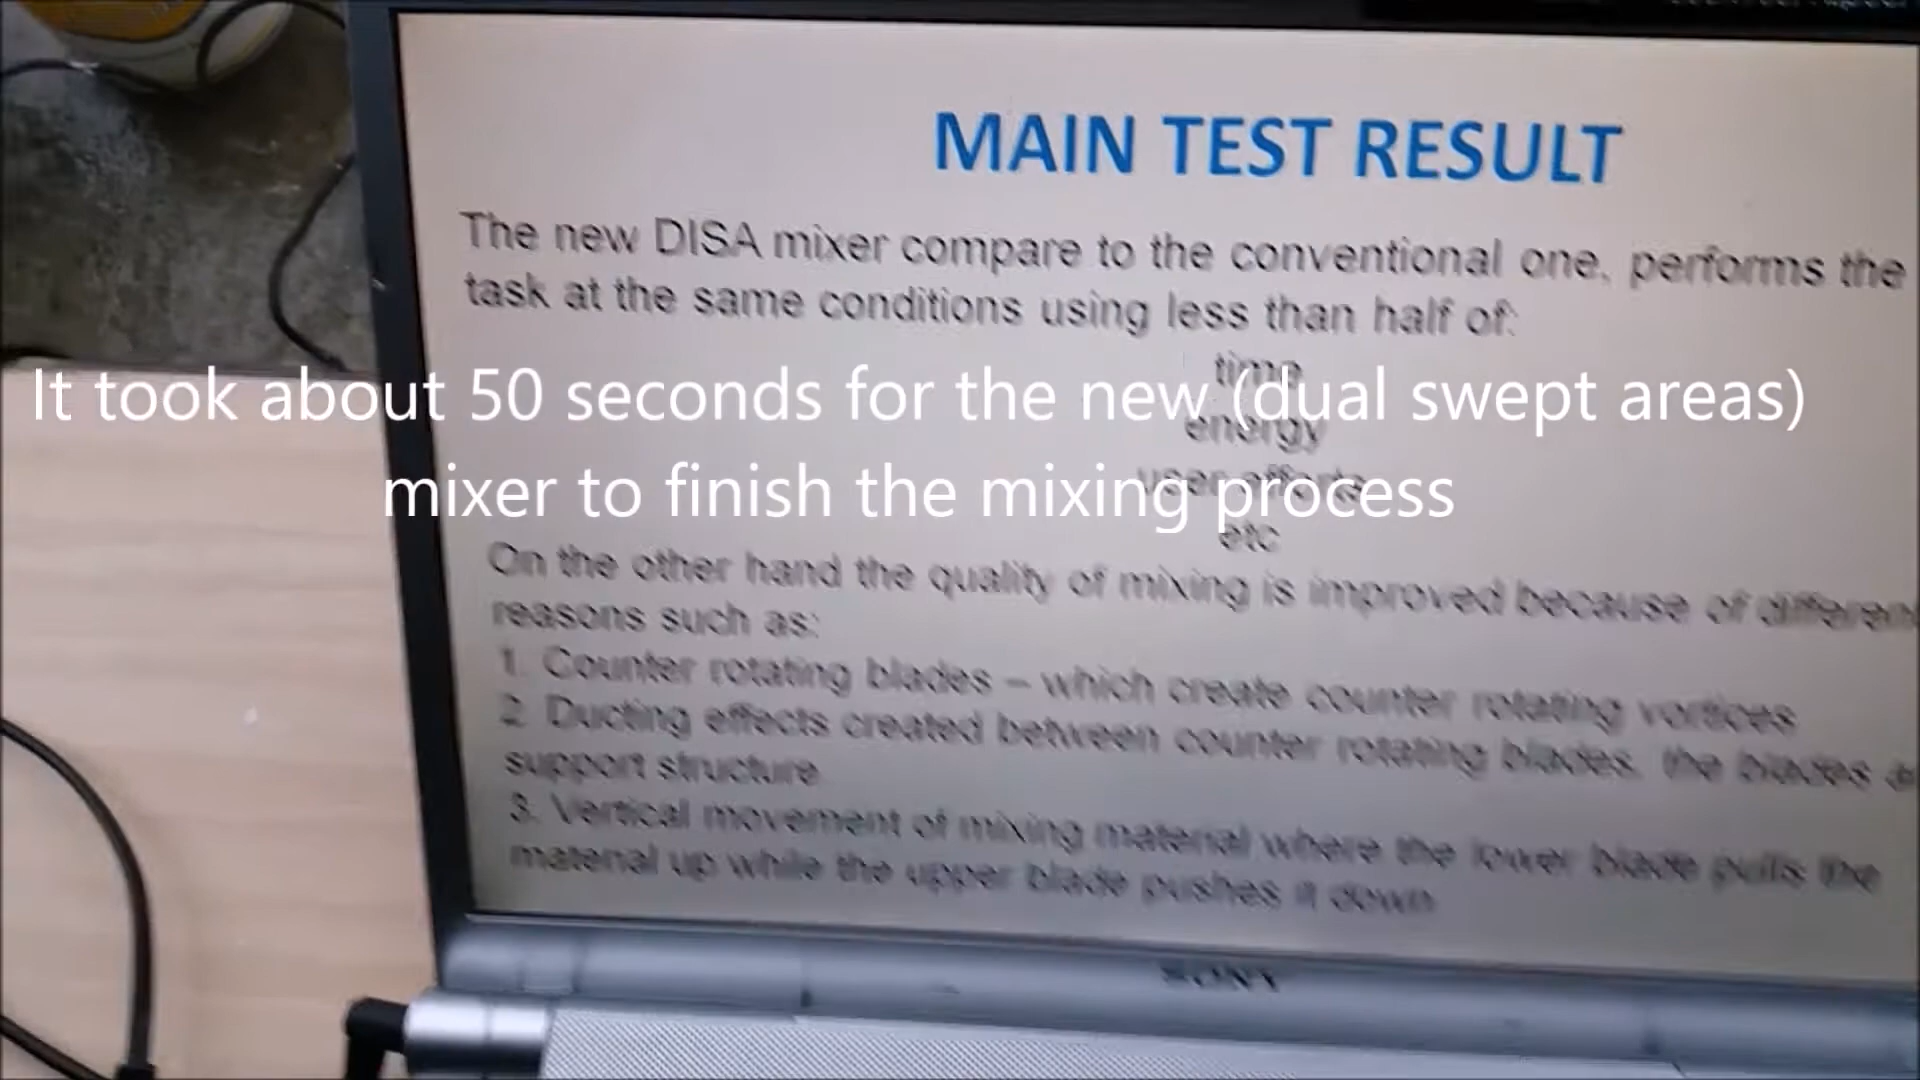 MAIN TEST RESULT
The new DISA mixer compare to the conventional one, performs the
task at the same conditions using less than half of:
time
energy
user efforts
etc
It took about 50 seconds for the new (dual swept areas)
mixer to finish the mixing process
On the other hand the quality of mixing is improved because of
reasons such as:
1. Counter rotating blades – which create counter rotating vortices
2. Ducting effects created between counter rotating blades, the blades
support structure
3. Vertical movement of mixing material where the lower blade pulls the
material up while the upper blade pushes it down
SONY